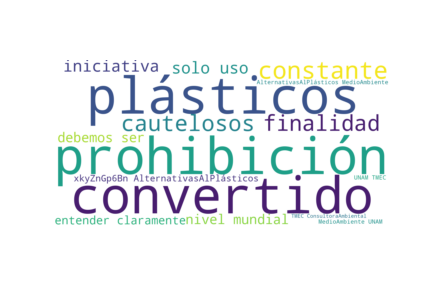 iniciativa solo uso constante
AlternativasAlPlásticos MedioAmbiente
plásticos
cautelosos finalidad
debemos ser
prohibición
xkyZnGp6Bn AlternativasAlPlásticos UNAM TMEC
convertido
entender claramente nivel mundial TMEC ConsultoraAmbiental
MedioAmbiente UNAM